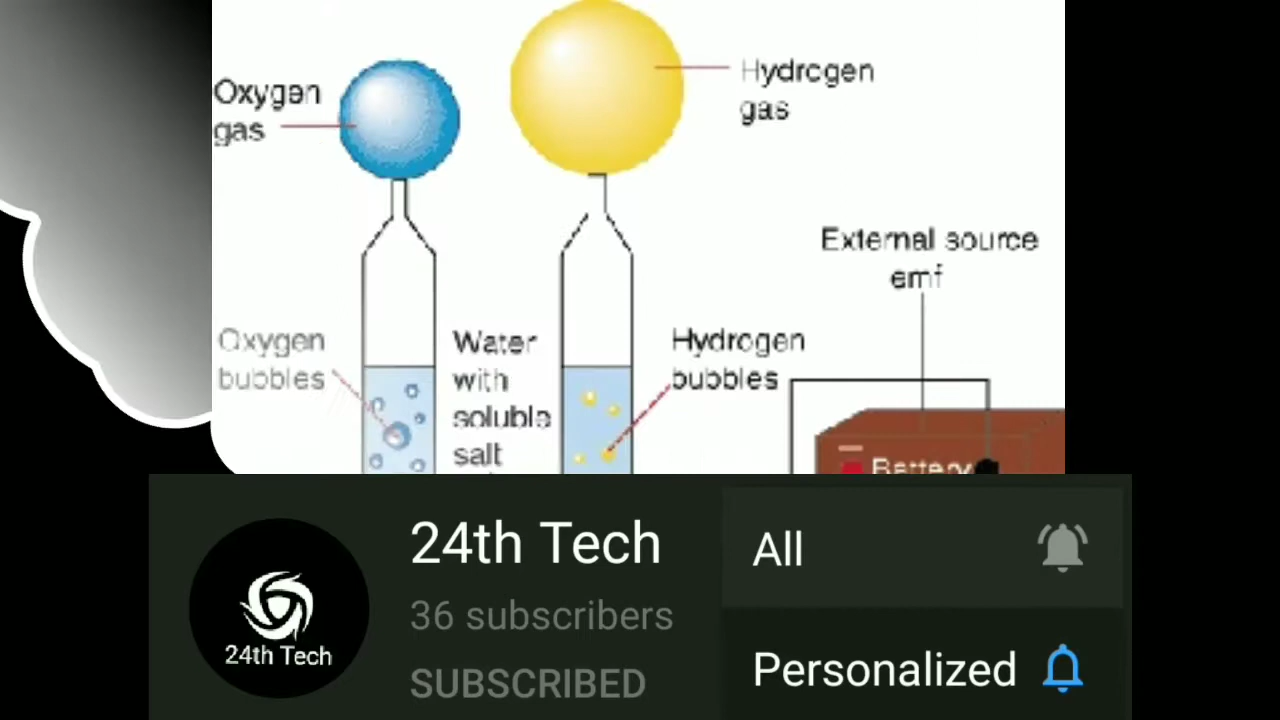 Oxygen
gas
Hydrogen
gas
External source
emf
Oxygen
bubbles
Water
with
soluble
salt
Hydrogen
bubbles
Battery
24th Tech
36 subscribers
SUBSCRIBED
24th Tech
All
Personalized